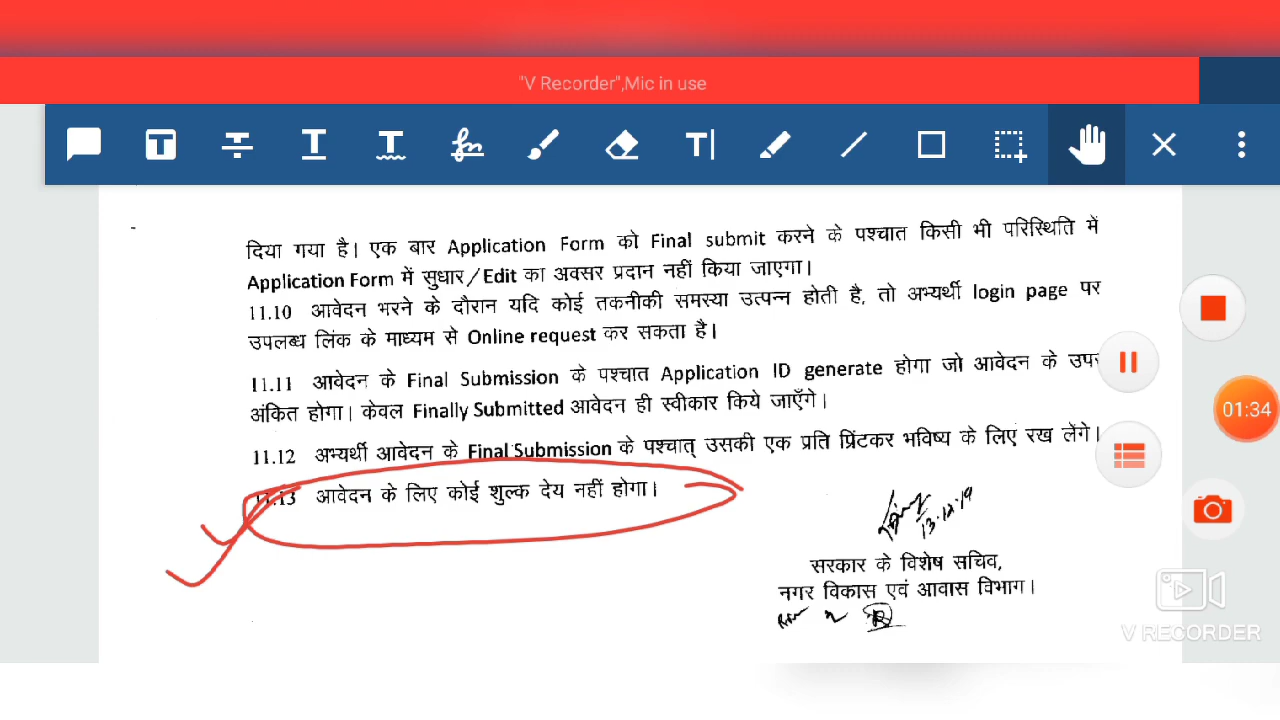 "V Recorder",Mic in use
T T T T
दिया गया है। एक बार Application Form को Final submit करने के पश्चात किसी भी परिस्थिति में
Application Form में सुधार/Edit का अवसर प्रदान नहीं किया जाएगा।
11.10 आवेदन भरने के दौरान यदि कोई तकनीकी समस्या उत्पन्न होती है, तो अभ्यर्थी login page पर
उपलब्ध लिंक के माध्यम से Online request कर सकता है।
11.11 आवेदन के Final Submission के पश्चात Application ID generate होगा जो आवेदन के उपर
अंकित होगा। केवल Finally Submitted आवेदन ही स्वीकार किये जाएँगे।
11.12 अभ्यर्थी आवेदन के Final Submission के पश्चात् उसकी एक प्रति प्रिंटकर भविष्य के लिए रख लेंगे।
11.13 आवेदन के लिए कोई शुल्क देय नहीं होगा।
01:34
13.12.19
सरकार के विशेष सचिव,
नगर विकास एवं आवास विभाग।
V RECORDER